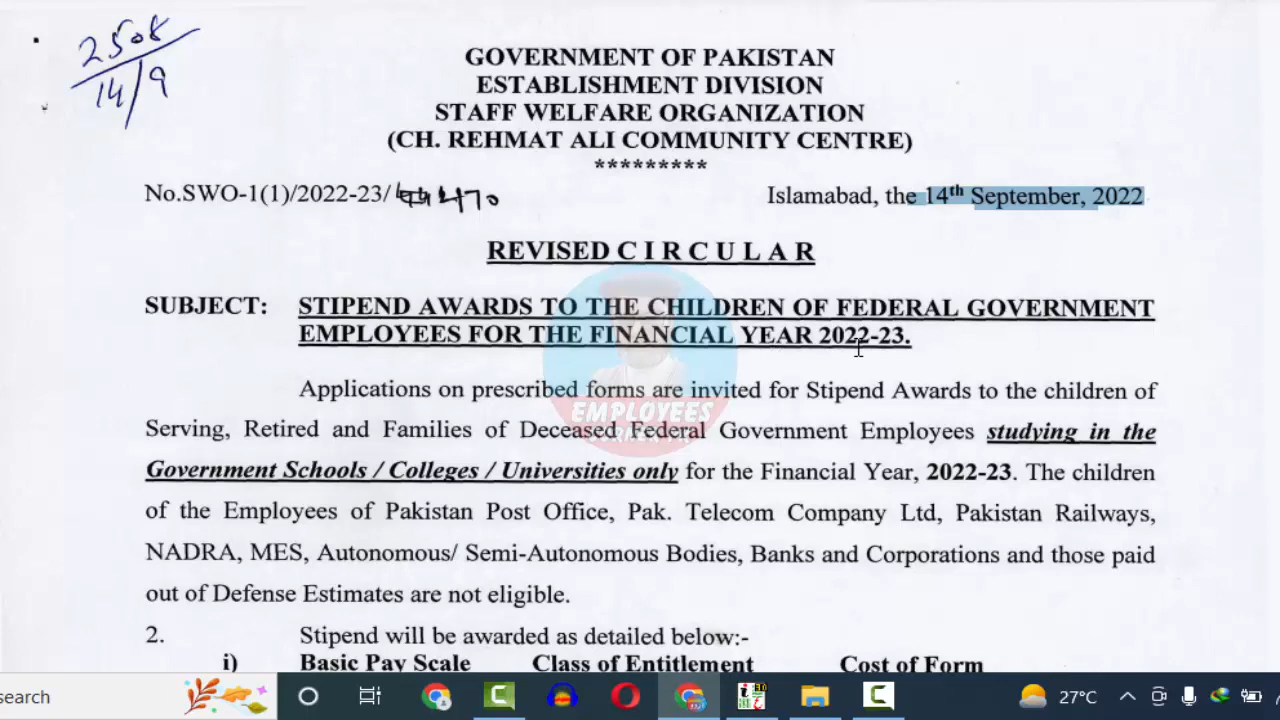 2508
14/9
GOVERNMENT OF PAKISTAN
ESTABLISHMENT DIVISION
STAFF WELFARE ORGANIZATION
(CH. REHMAT ALI COMMUNITY CENTRE)
*********
No.SWO-1(1)/2022-23/
Islamabad, the 14th September, 2022
REVISED C I R C U L A R
SUBJECT: STIPEND AWARDS TO THE CHILDREN OF FEDERAL GOVERNMENT
EMPLOYEES FOR THE FINANCIAL YEAR 2022-23.
Applications on prescribed forms are invited for Stipend Awards to the children of
Serving, Retired and Families of Deceased Federal Government Employees studying in the
Government Schools / Colleges / Universities only for the Financial Year, 2022-23. The children
of the Employees of Pakistan Post Office, Pak. Telecom Company Ltd, Pakistan Railways,
NADRA, MES, Autonomous/ Semi-Autonomous Bodies, Banks and Corporations and those paid
out of Defense Estimates are not eligible.
EMPLOYEES
2. Stipend will be awarded as detailed below:-
i) Basic Pay Scale Class of Entitlement Cost of Form
search
27°C